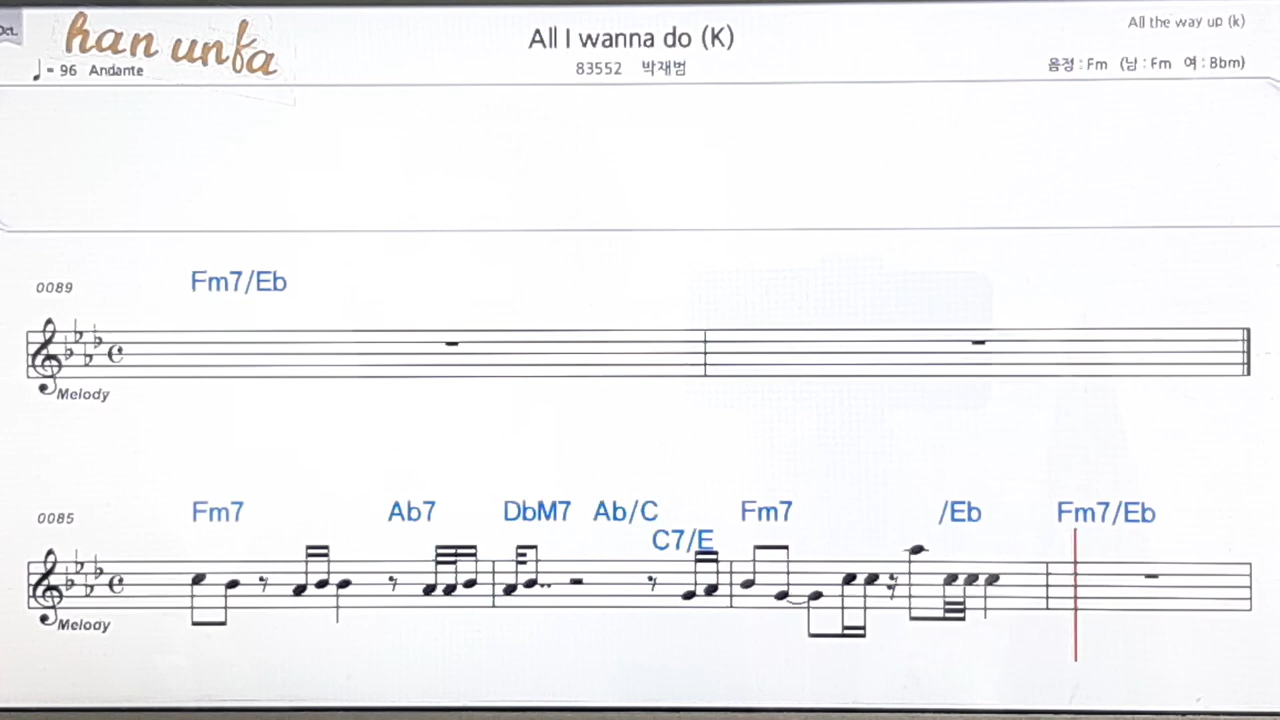 Oct.
han unfa
♩= 96 Andante
All I wanna do (K)
83552 박재범
All the way up (k)
음정 : Fm (남 : Fm 여 : Bbm)
0089
Fm7/Eb
Melody
0085
Fm7 Ab7 DbM7 Ab/C C7/E Fm7 /Eb Fm7/Eb
Melody